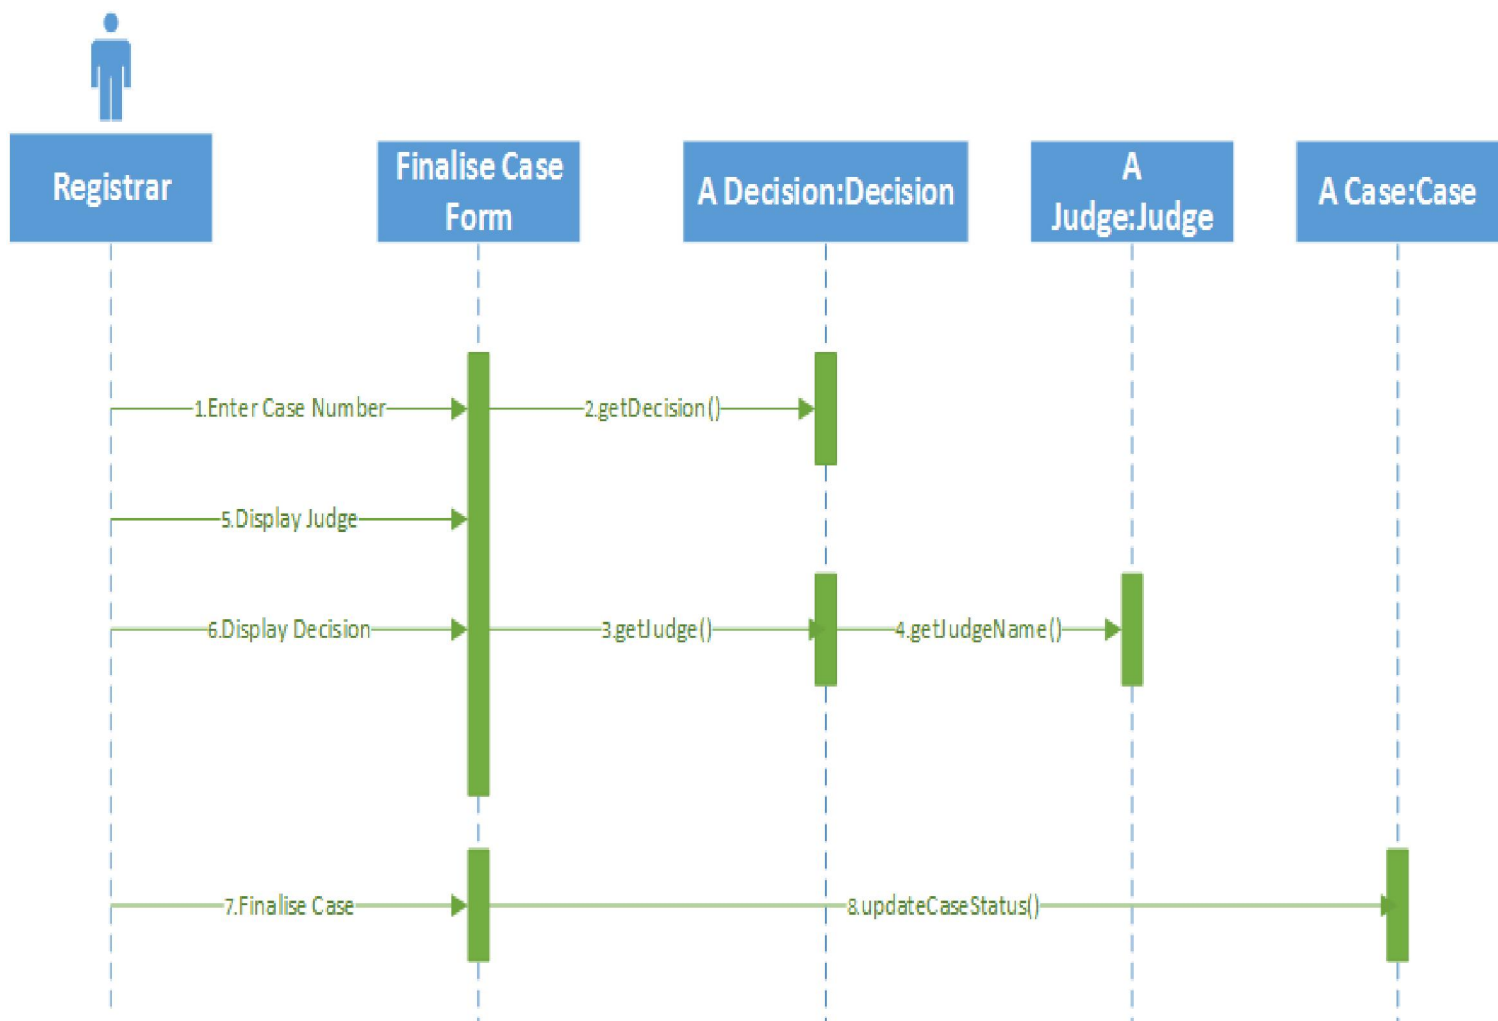 Registrar
Finalise Case
Form
A Decision:Decision
A
Judge:Judge
A Case:Case
1.Enter Case Number
2.getDecision()
5.Display Judge
6.Display Decision
3.getJudge()
4.getJudgeName()
7.Finalise Case
8.updateCaseStatus()